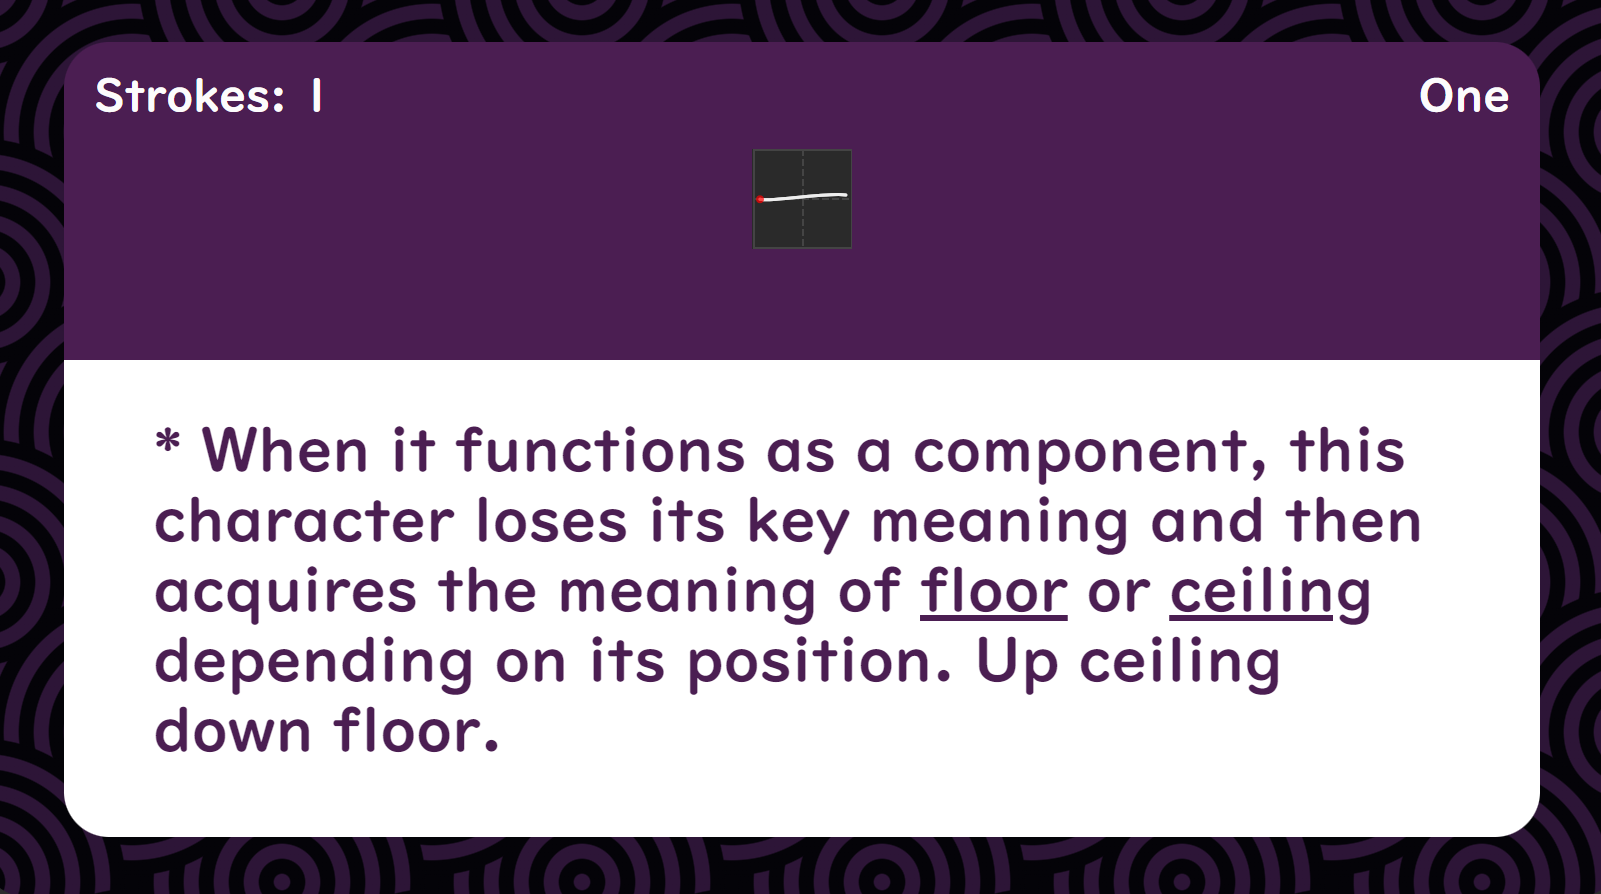 Strokes: 1
One
* When it functions as a component, this
character loses its key meaning and then
acquires the meaning of floor or ceiling
depending on its position. Up ceiling
down floor.